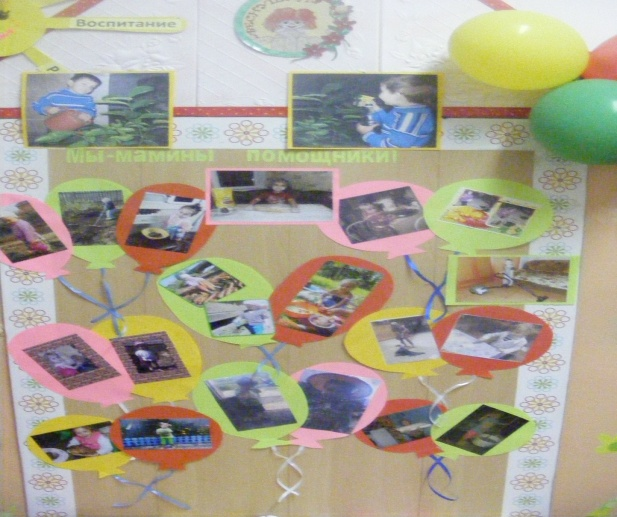 Воспитание
Мы-мамины помощники!